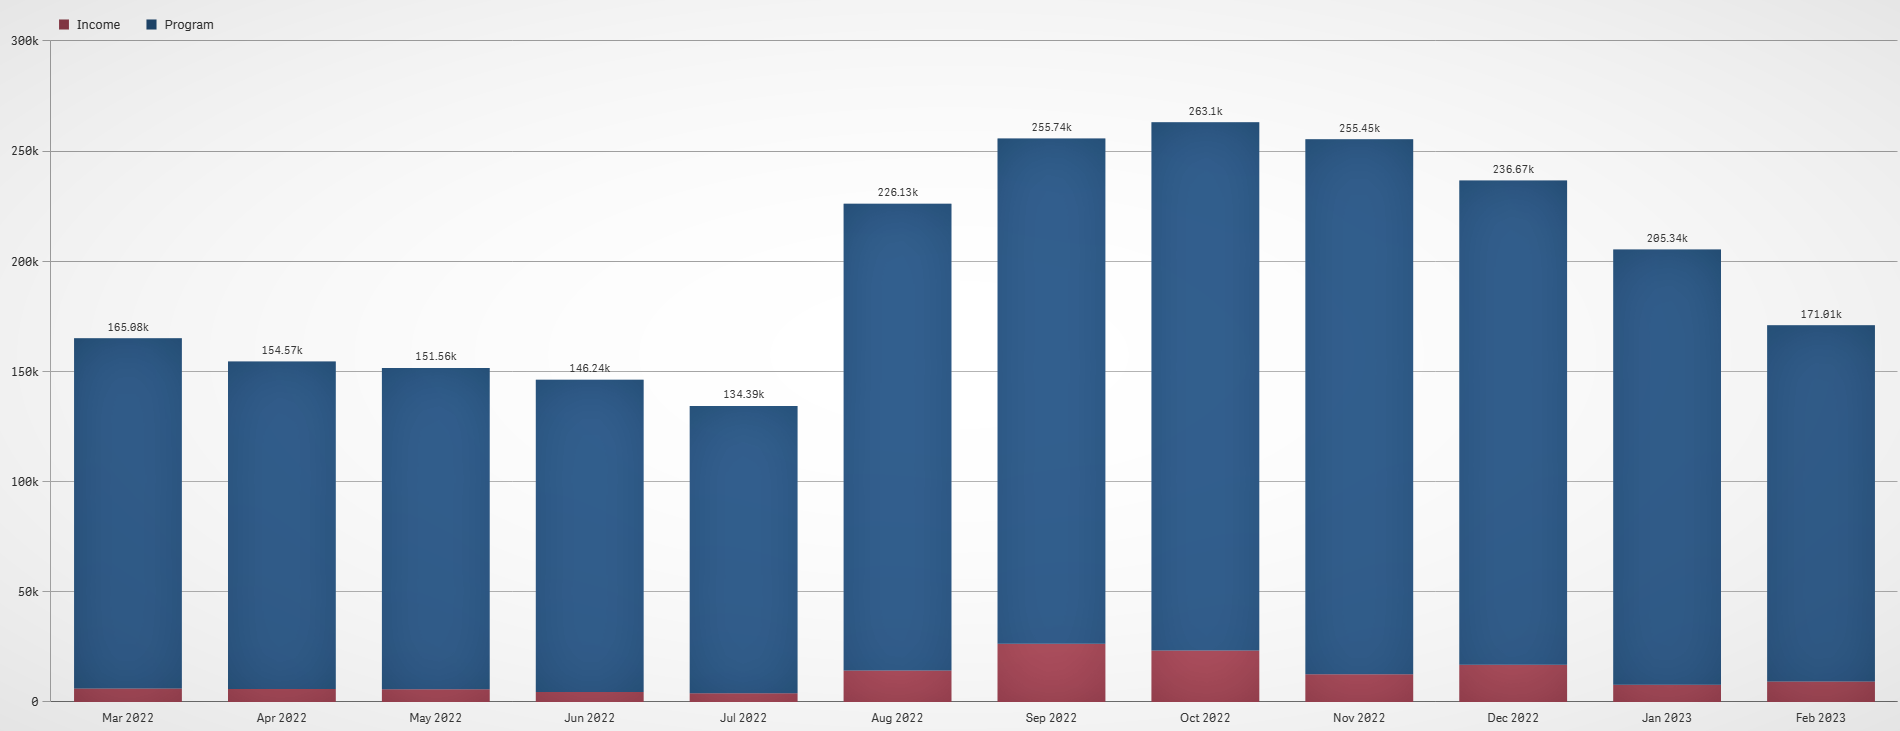 Income Program
300k
250k
200k
150k
100k
50k
0
165.08k
154.57k
151.56k
146.24k
134.39k
226.13k
255.74k
263.1k
255.45k
236.67k
205.34k
171.01k
Mar 2022 Apr 2022 May 2022 Jun 2022 Jul 2022 Aug 2022 Sep 2022 Oct 2022 Nov 2022 Dec 2022 Jan 2023 Feb 2023